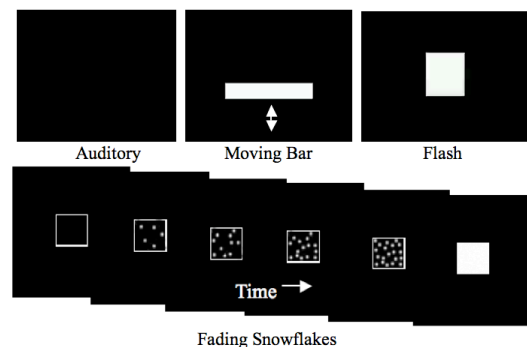 Auditory
Moving Bar
Flash
Time
Fading Snowflakes